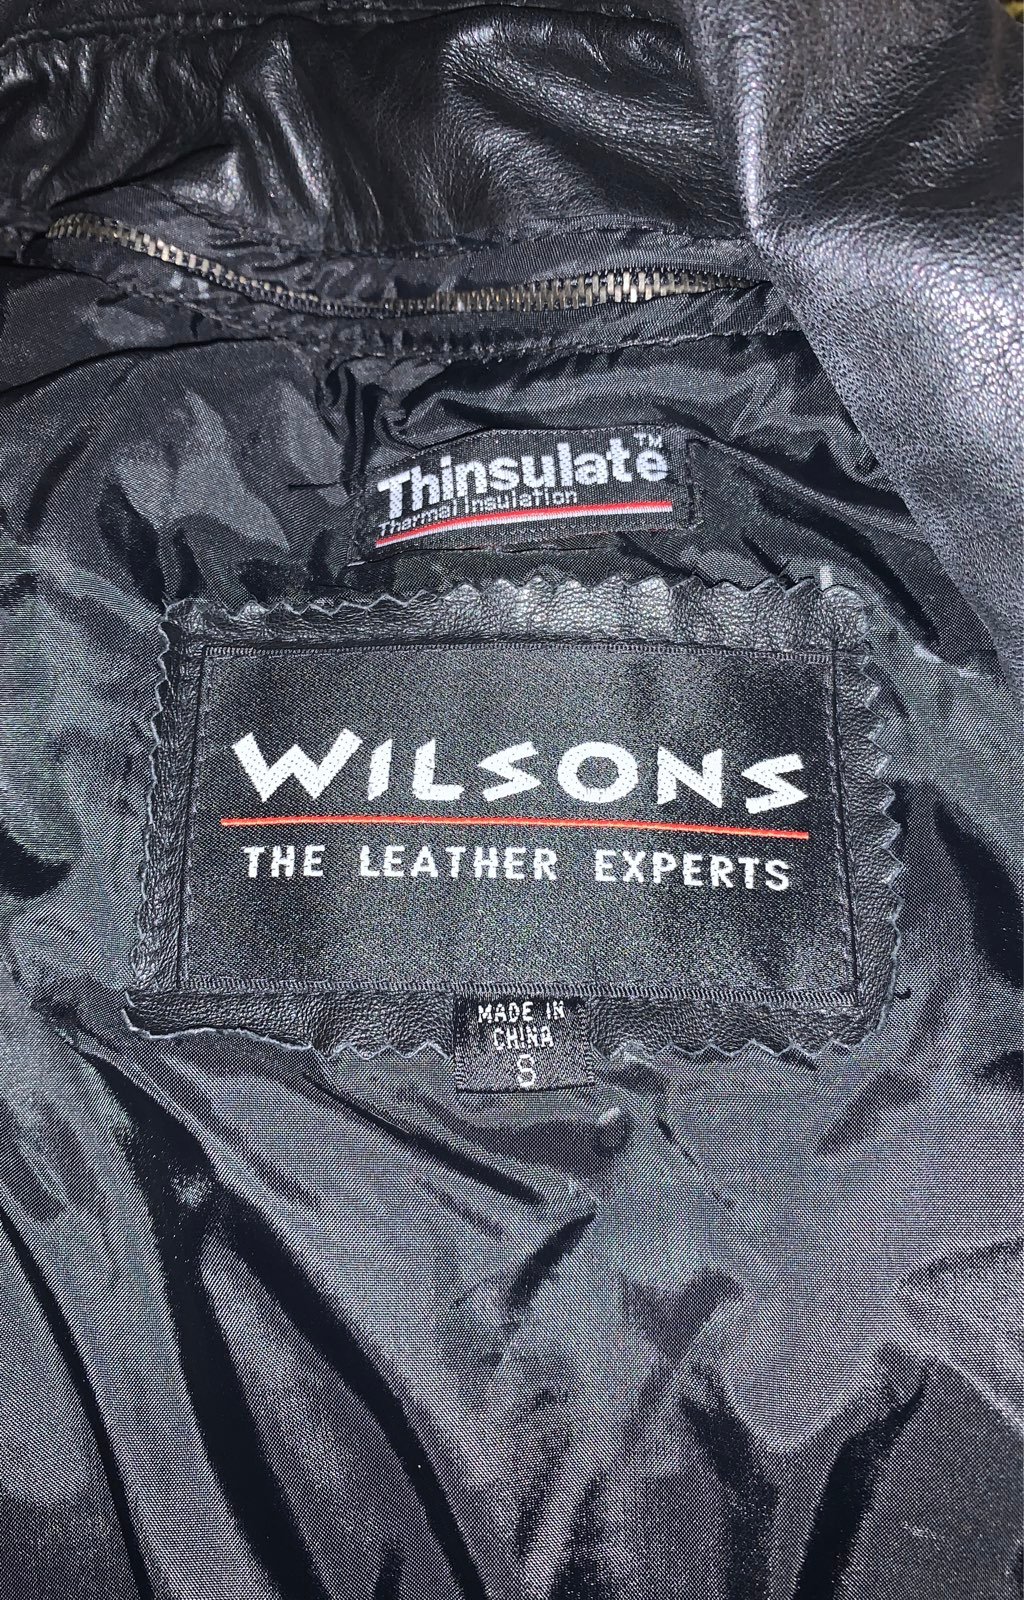 Thinsulate™
Thermal Insulation
WILSONS
THE LEATHER EXPERTS
MADE IN
CHINA
S